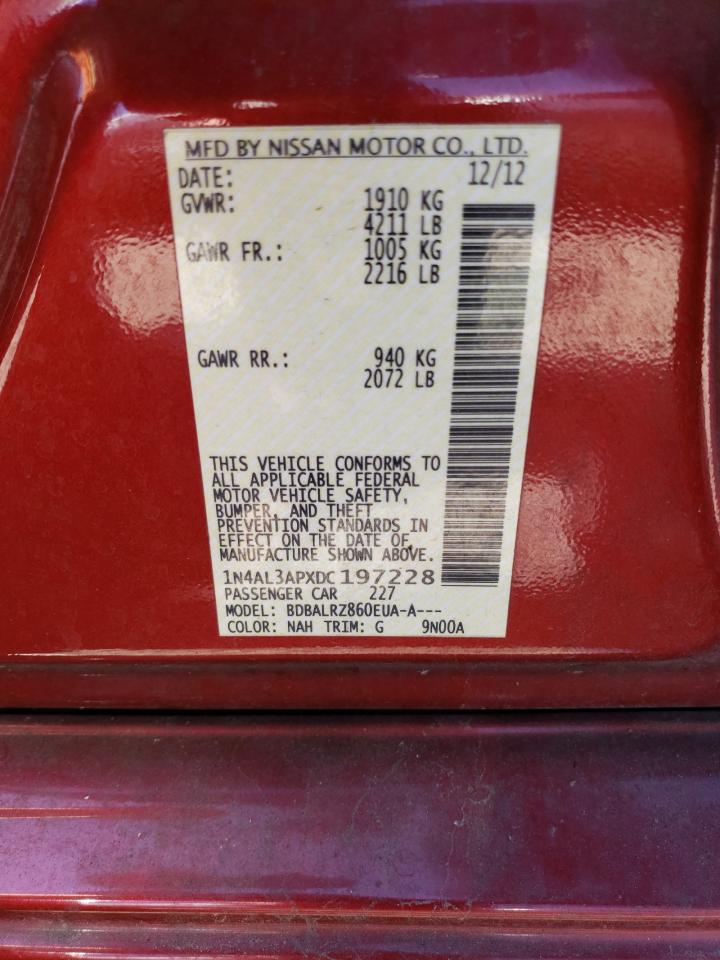 MFD BY NISSAN MOTOR CO., LTD.
DATE: 12/12
GVWR: 1910 KG
4211 LB
GAWR FR.: 1005 KG
2216 LB
GAWR RR.: 940 KG
2072 LB
THIS VEHICLE CONFORMS TO
ALL APPLICABLE FEDERAL
MOTOR VEHICLE SAFETY,
BUMPER, AND THEFT
PREVENTION STANDARDS IN
EFFECT ON THE DATE OF
MANUFACTURE SHOWN ABOVE.
1N4AL3APXDC197228
PASSENGER CAR 227
MODEL: BDBALRZ860EUA-A---
COLOR: NAH TRIM: G 9N00A